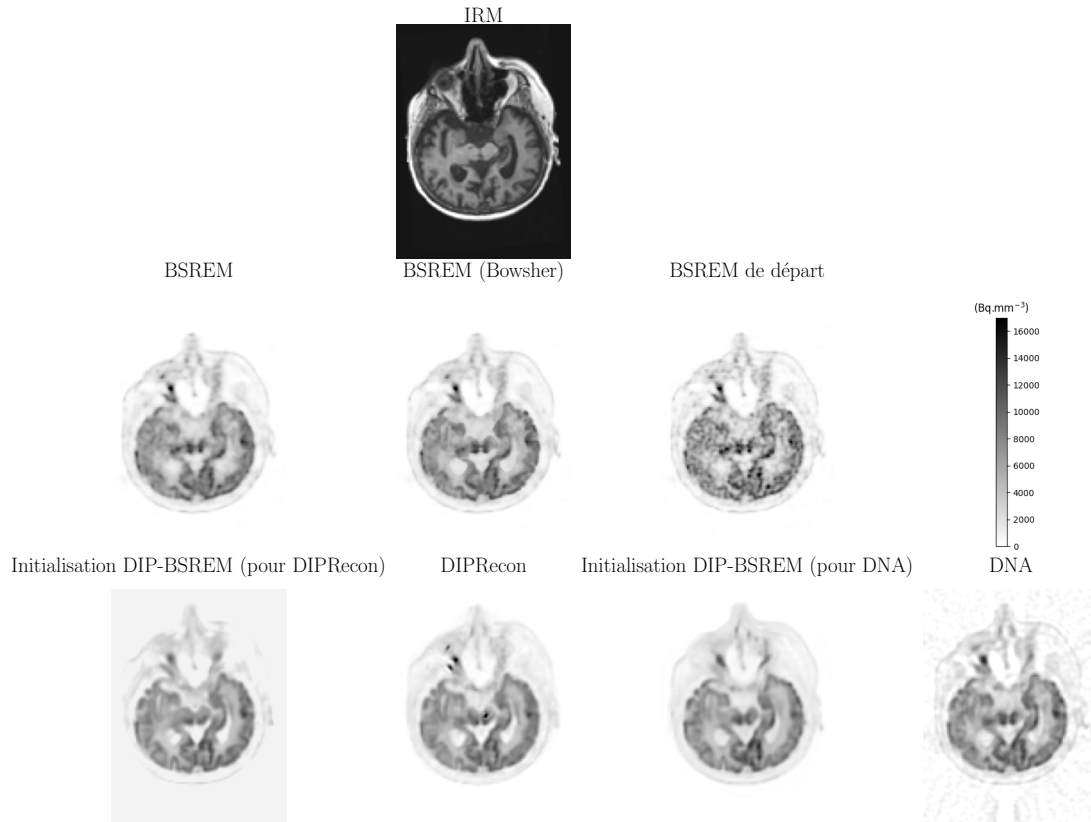 IRM
BSREM
BSREM (Bowsher)
BSREM de départ
(Bq.mm⁻³)
16000
14000
12000
10000
8000
6000
4000
2000
0
Initialisation DIP-BSREM (pour DIPRecon)
DIPRecon
Initialisation DIP-BSREM (pour DNA)
DNA